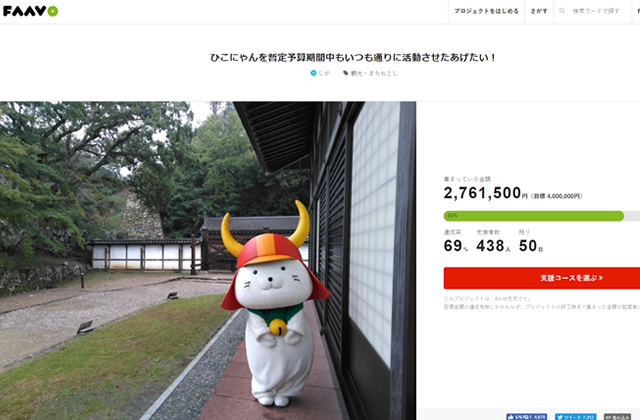 FAAVO
プロジェクトをはじめる
さがす
検索ワードで探す
ひこにゃんを暫定予算期間中もいつも通りに活動させたあげたい！
しが
観光・まちおこし
集まっている金額
2,761,500円（目標 4,000,000円）
69%
達成率 支援者数 残り
69% 438人 50日
支援コースを選ぶ
このプロジェクトは、All-in方式です。
いいね！ 4,670
ツイート 7,312